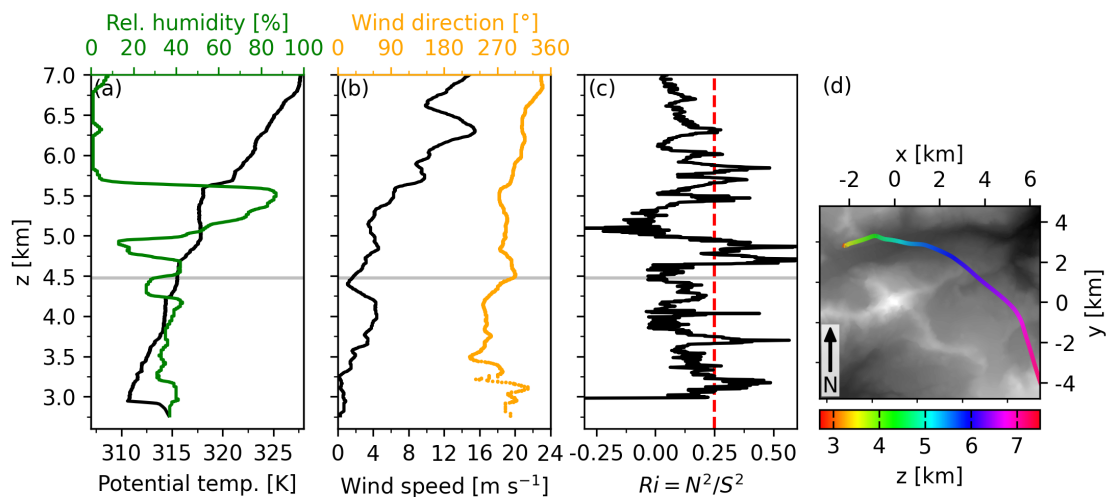 Rel. humidity [%]
0 20 40 60 80 100
Wind direction [°]
0 90 180 270 360
7.0
6.5
6.0
5.5
5.0
4.5
4.0
3.5
3.0
z [km]
(a)
(b)
(c)
(d)
310 315 320 325
Potential temp. [K]
0 4 8 12 16 20 24
Wind speed [m s⁻¹]
-0.25 0.00 0.25 0.50
Ri = N²/S²
x [km]
-2 0 2 4 6
4
2
0
-2
-4
y [km]
N
3 4 5 6 7
z [km]